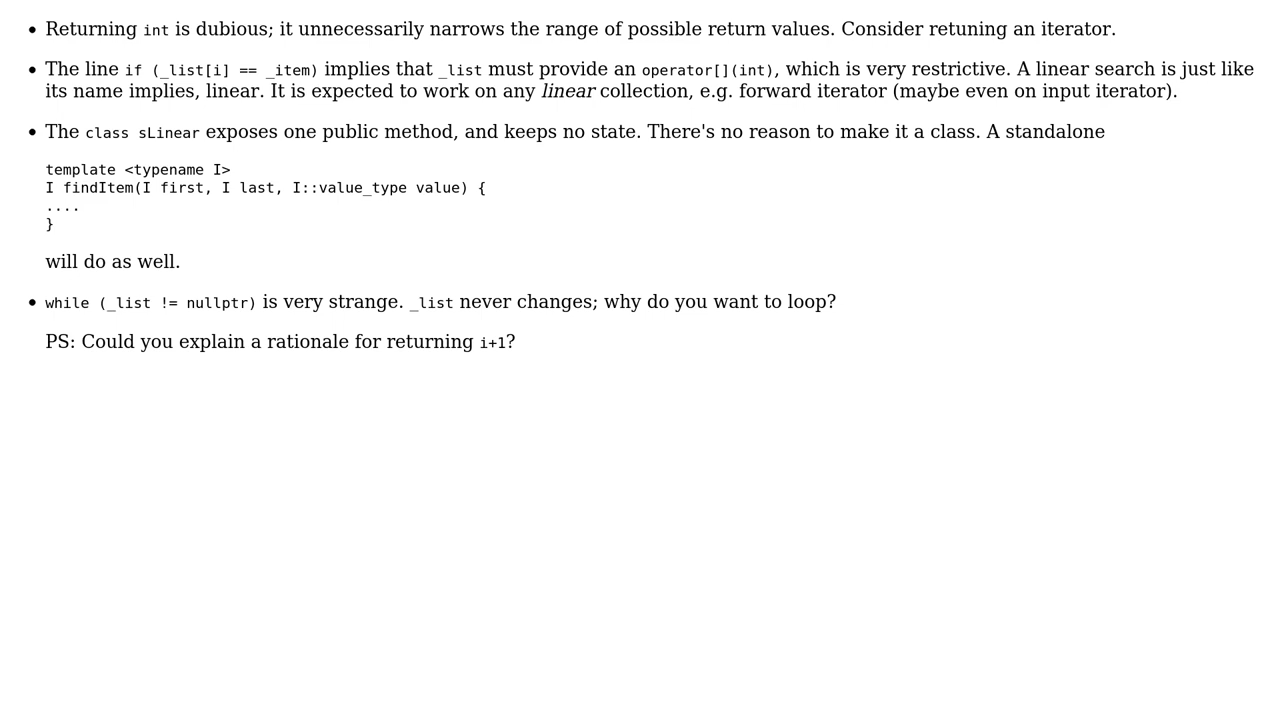 Returning int is dubious; it unnecessarily narrows the range of possible return values. Consider retuning an iterator.
The line if (_list[i] == _item) implies that _list must provide an operator[](int), which is very restrictive. A linear search is just like
its name implies, linear. It is expected to work on any linear collection, e.g. forward iterator (maybe even on input iterator).
The class sLinear exposes one public method, and keeps no state. There's no reason to make it a class. A standalone
template <typename I>
I findItem(I first, I last, I::value_type value) {
....
}
will do as well.
while (_list != nullptr) is very strange. _list never changes; why do you want to loop?
PS: Could you explain a rationale for returning i+1?